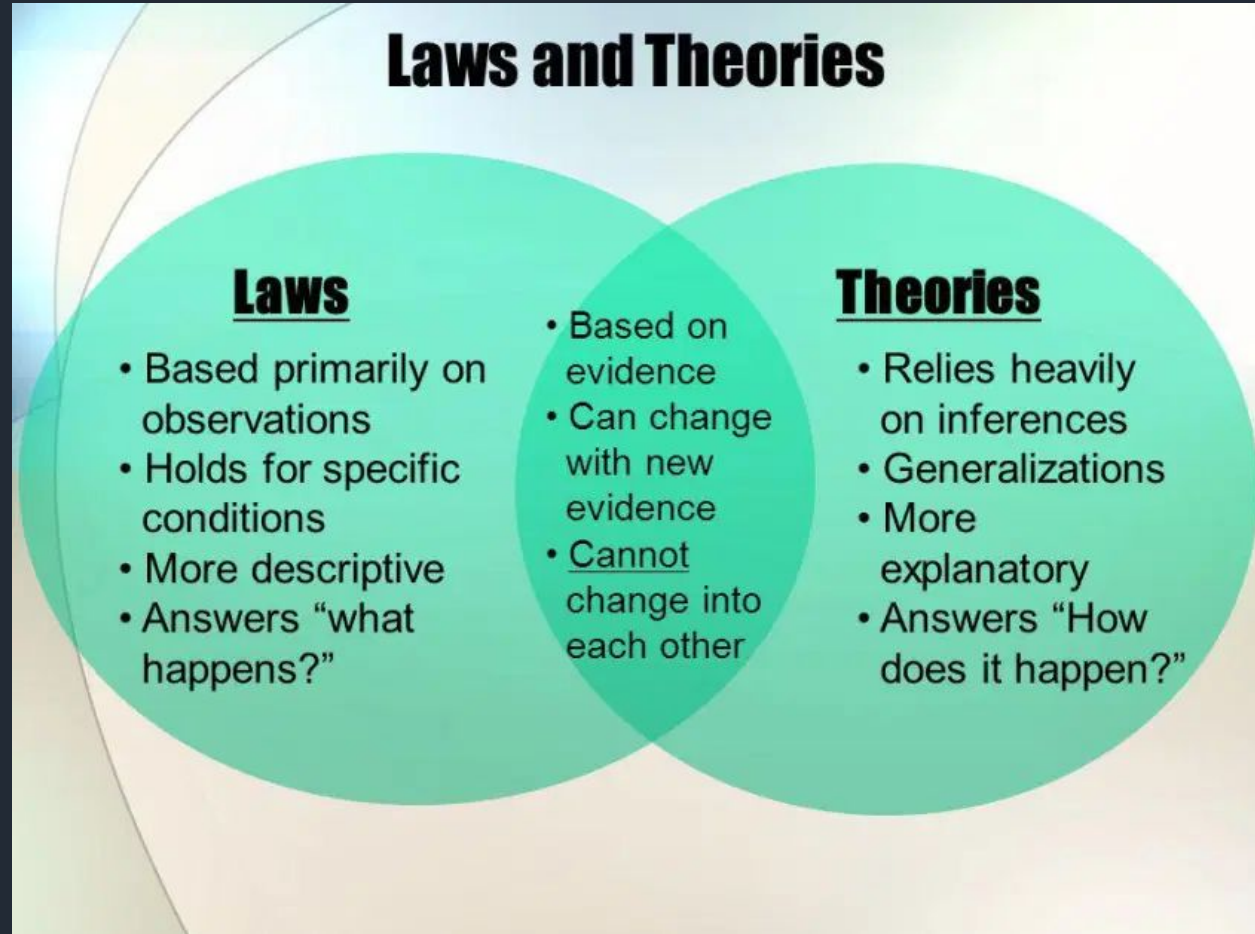 Laws and Theories
Laws
• Based primarily on
observations
• Holds for specific
conditions
• More descriptive
• Answers “what
happens?”
• Based on
evidence
• Can change
with new
evidence
• Cannot
change into
each other
Theories
• Relies heavily
on inferences
• Generalizations
• More
explanatory
• Answers “How
does it happen?”